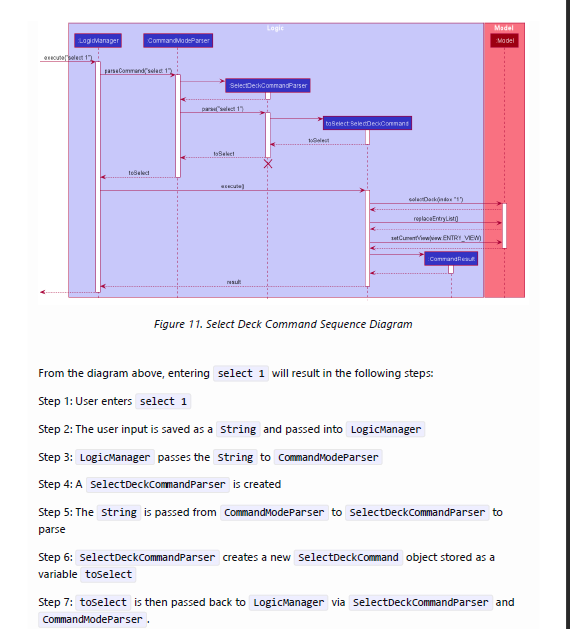 Logic
Model
:LogicManager
:CommandModeParser
:Model
execute("select 1")
parseCommand("select 1")
:SelectDeckCommandParser
parse("select 1")
toSelect:SelectDeckCommand
toSelect
toSelect
toSelect
execute()
selectDeck(index "1")
replaceEntryList()
setCurrentView(view.ENTRY_VIEW)
:CommandResult
result
Figure 11. Select Deck Command Sequence Diagram
From the diagram above, entering select 1 will result in the following steps:
Step 1: User enters select 1
Step 2: The user input is saved as a String and passed into LogicManager
Step 3: LogicManager passes the String to CommandModeParser
Step 4: A SelectDeckCommandParser is created
Step 5: The String is passed from CommandModeParser to SelectDeckCommandParser to
parse
Step 6: SelectDeckCommandParser creates a new SelectDeckCommand object stored as a
variable toSelect
Step 7: toSelect is then passed back to LogicManager via SelectDeckCommandParser and
CommandModeParser.